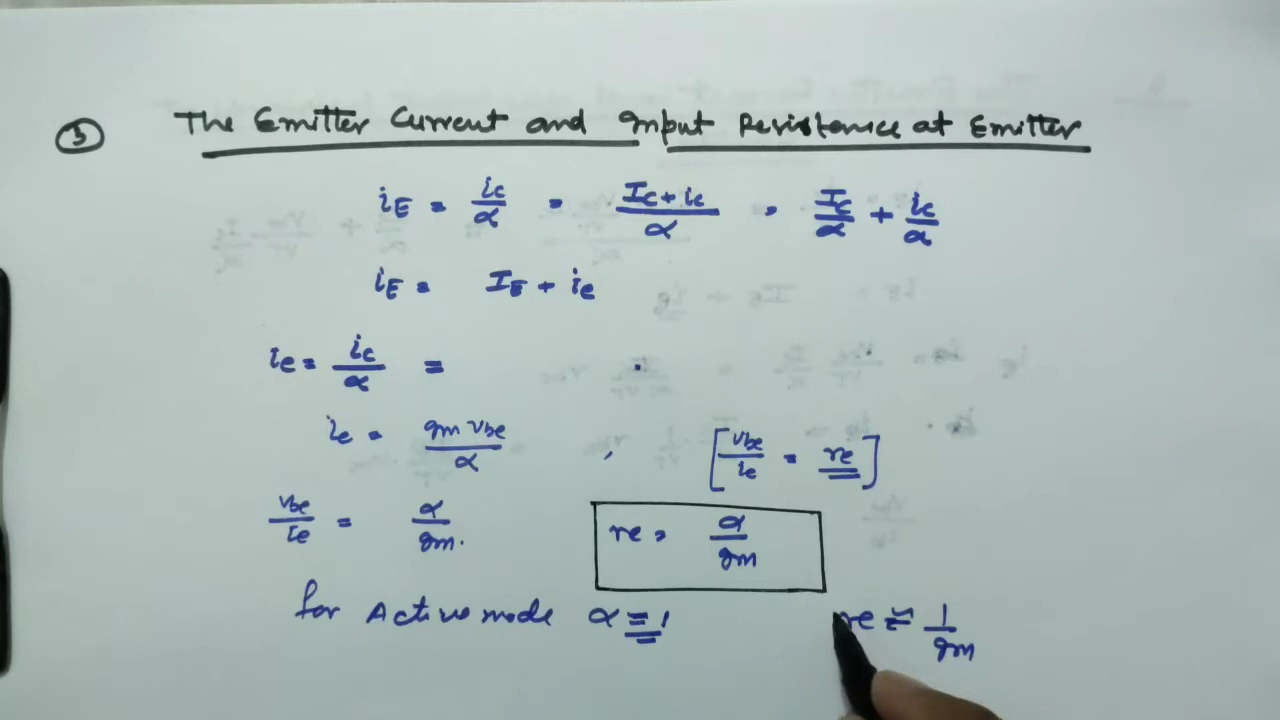 ③ The Emitter Current and Input Resistance at Emitter
iE = ic/α = (Ic + ic)/α = Ic/α + ic/α
iE = IE + ie
ie = ic/α =
ie = gm vbe/α , [vbe/ie = re]
vbe/ie = α/gm. re = α/gm
for Active mode α = 1 re ≈ 1/gm